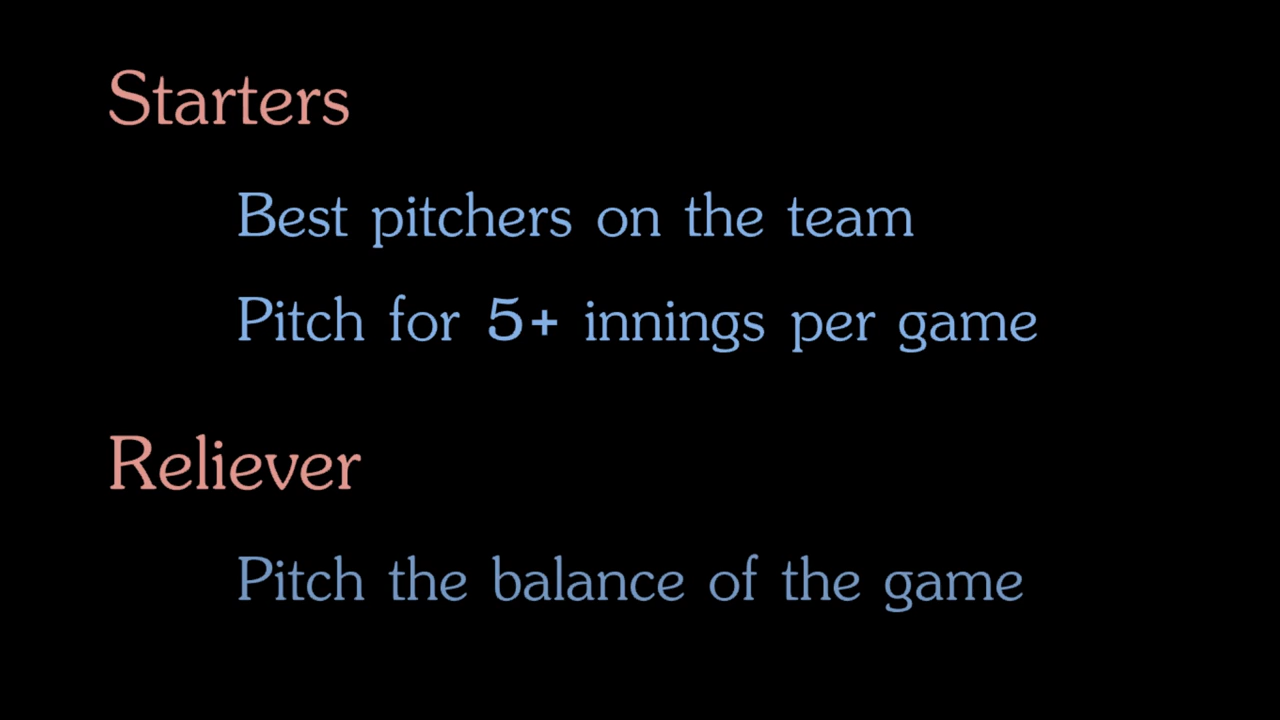 Starters
Best pitchers on the team
Pitch for 5+ innings per game
Reliever
Pitch the balance of the game